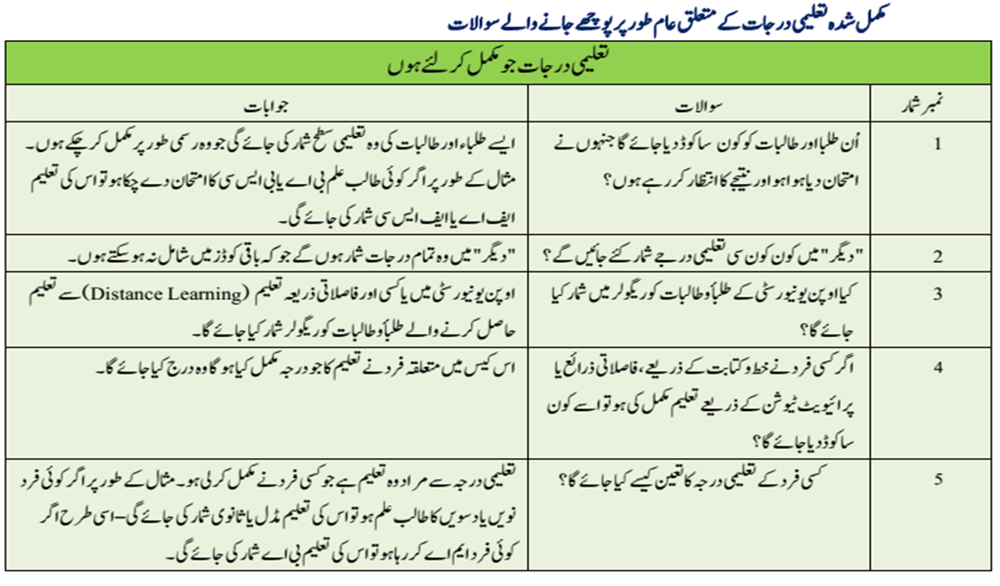 مکمل شدہ تعلیمی درجات کے متعلق عام طور پر پوچھے جانے والے سوالات
تعلیمی درجات جو مکمل کر لئے ہوں
نمبر شمار
سوالات
جوابات
1
اُن طلبا اور طالبات کو کون سا کوڈ دیا جائے گا جنہوں نے
امتحان دیا ہوا ہو اور نتیجے کا انتظار کر رہے ہوں؟
ایسے طلباء اور طالبات کی وہ تعلیمی سطح شمار کی جائے گی جو وہ رسمی طور پر مکمل کر چکے ہوں۔
مثال کے طور پر اگر کوئی طالب علم بی اے یا بی ایس سی کا امتحان دے چکا ہو تو اس کی تعلیم
ایف اے یا ایف ایس سی شمار کی جائے گی۔
2
"دیگر" میں کون کون سی تعلیمی درجے شمار کئے جائیں گے؟
"دیگر" میں وہ تمام درجات شمار ہوں گے جو کہ باقی کوڈز میں شامل نہ ہو سکتے ہوں۔
3
کیا اوپن یونیورسٹی کے طلبأ و طالبات کو ریگولر میں شمار کیا
جائے گا؟
اوپن یونیورسٹی میں یا کسی اور فاصلاتی ذریعہ تعلیم (Distance Learning) سے تعلیم
حاصل کرنے والے طلبأ و طالبات کو ریگولر شمار کیا جائے گا۔
4
اگر کسی فرد نے خط و کتابت کے ذریعے، فاصلاتی ذرائع یا
پرائیویٹ ٹیوشن کے ذریعے تعلیم مکمل کی ہو تو اسے کون
سا کوڈ دیا جائے گا؟
اس کیس میں متعلقہ فرد نے تعلیم کا جو درجہ مکمل کیا ہو گا وہ درج کیا جائے گا۔
5
کسی فرد کے تعلیمی درجہ کا تعین کیسے کیا جائے گا؟
تعلیمی درجہ سے مراد وہ تعلیم ہے جو کسی فرد نے مکمل کر لی ہو۔ مثال کے طور پر اگر کوئی فرد
نویں یا دسویں کا طالب علم ہو تو اس کی تعلیم مڈل یا ثانوی شمار کی جائے گی–اسی طرح اگر
کوئی فرد ایم اے کر رہا ہو تو اس کی تعلیم بی اے شمار کی جائے گی۔